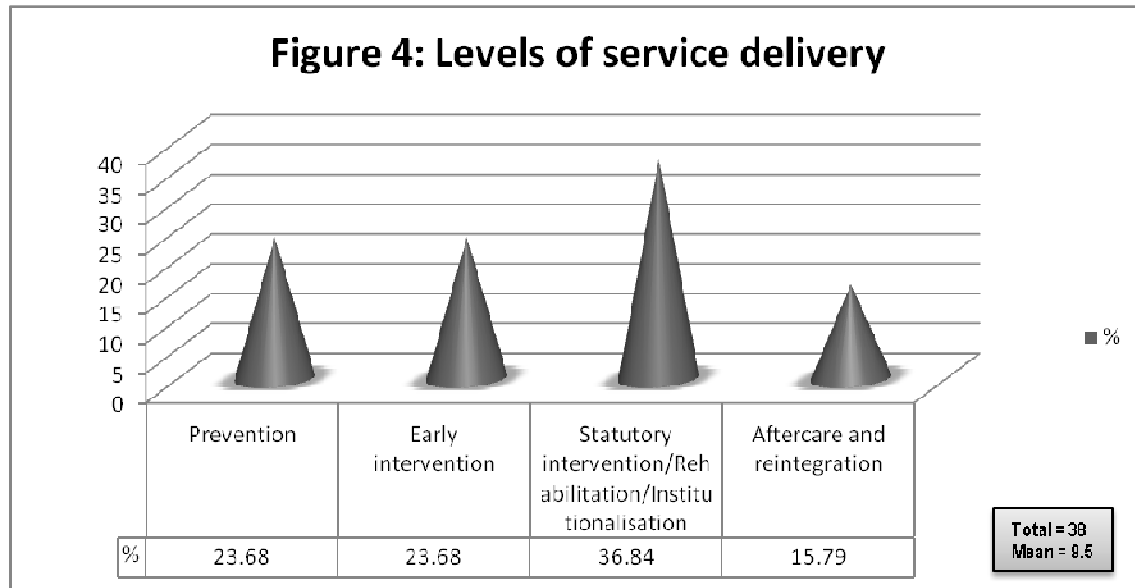 Figure 4: Levels of service delivery
40
35
30
25
20
15
10
5
0
%
Prevention
Early
intervention
Statutory
intervention/Reh
abilitation/Institu
tionalisation
Aftercare and
reintegration
% 23.68 23.68 36.84 15.79
Total = 38
Mean = 9.5